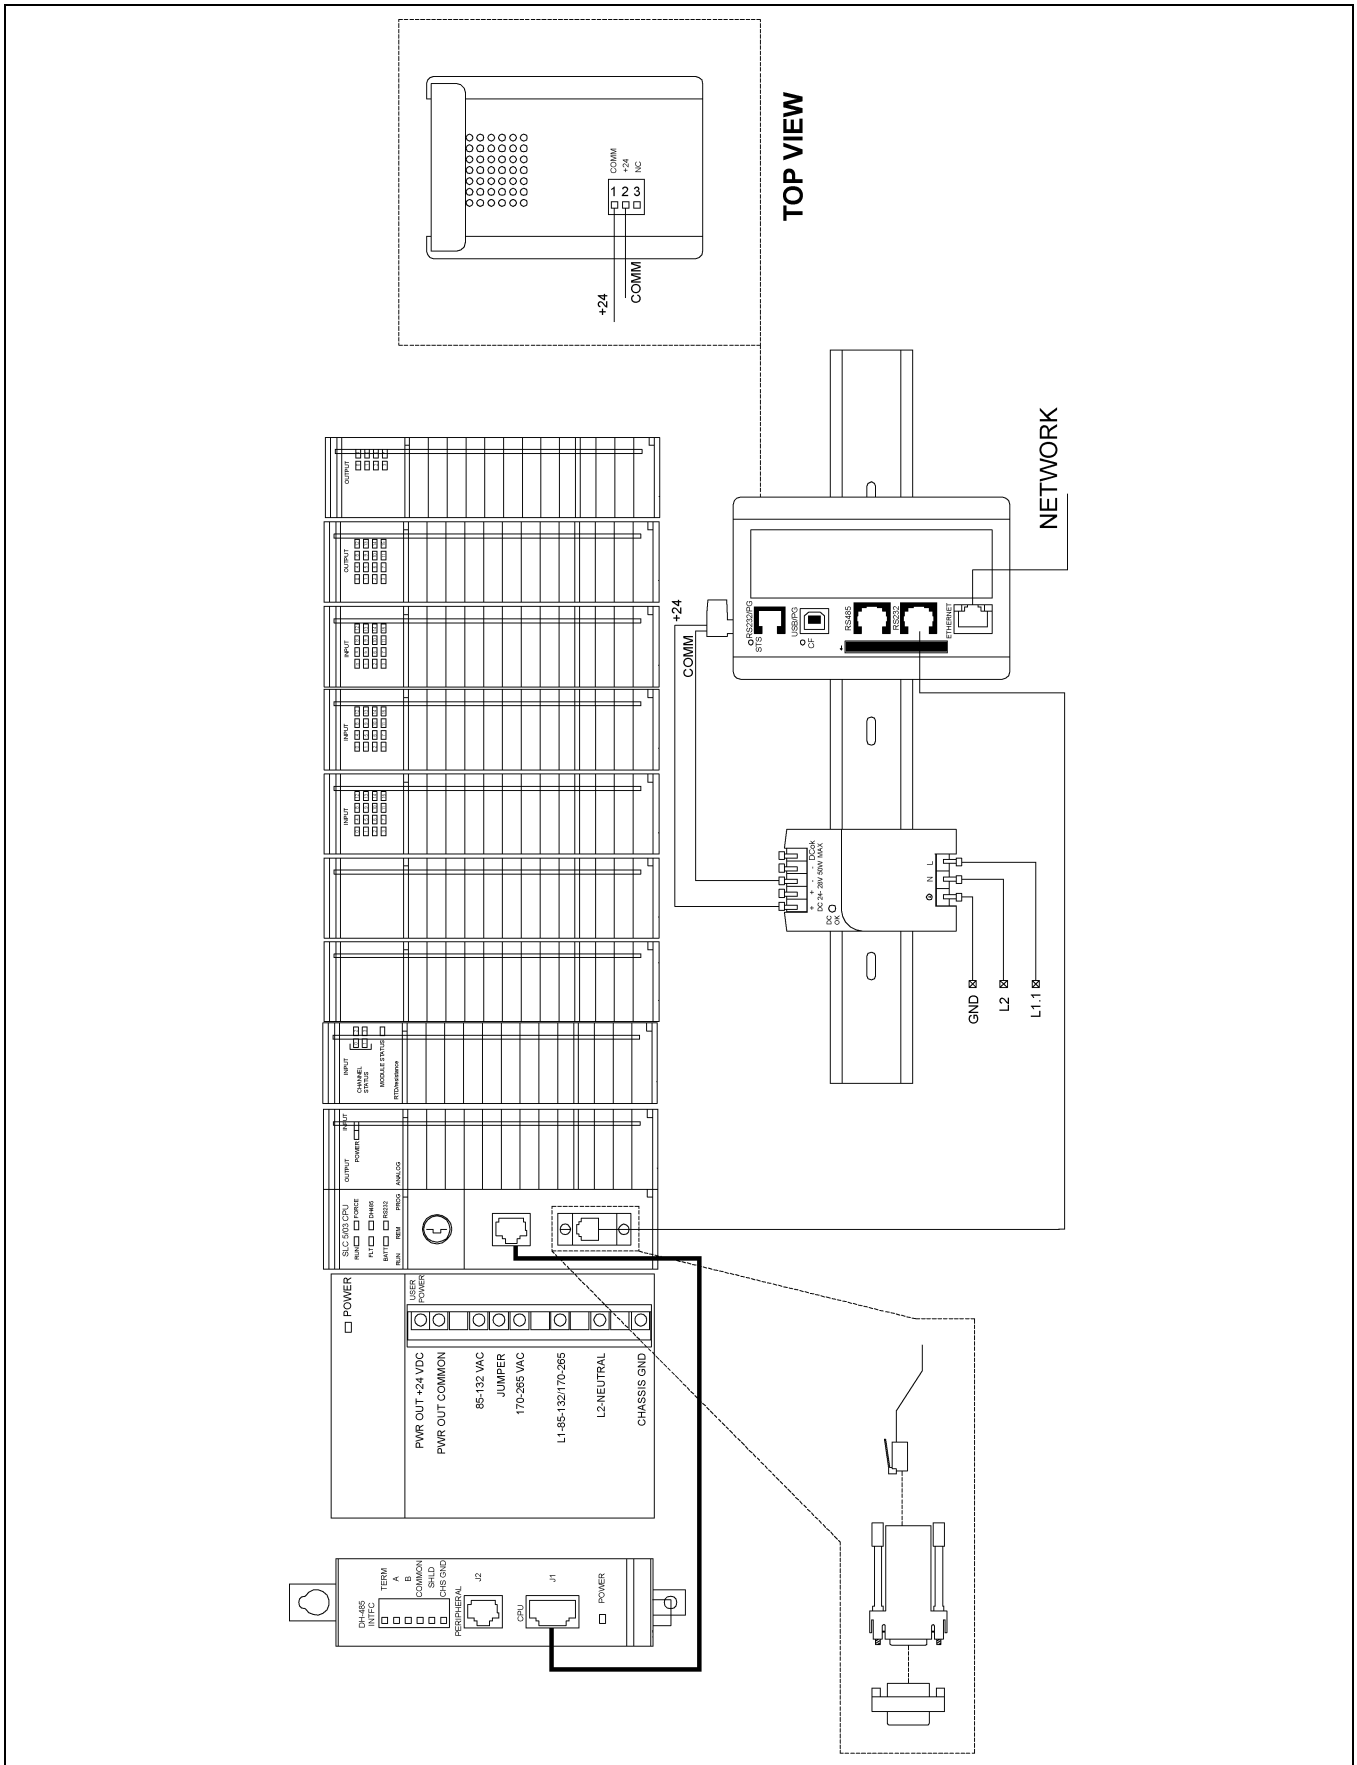 TOP VIEW
COMM
+24
NC
1 2 3
+24
COMM
NETWORK
OUTPUT
OUTPUT
INPUT
INPUT
INPUT
INPUT
CHANNEL
STATUS
MODULE STATUS
RTD/resistance
OUTPUT
INPUT
POWER
ANALOG
SLC 5/03 CPU
RUN
FORCE
FLT
DH485
BATT
RS232
RUN
REM
PROG
POWER
USER
POWER
PWR OUT +24 VDC
PWR OUT COMMON
85-132 VAC
JUMPER
170-265 VAC
L1-85-132/170-265
L2-NEUTRAL
CHASSIS GND
DH-485
INTFC
TERM
A
B
COMMON
SHLD
CHS GND
PERIPHERAL
J2
CPU
J1
POWER
+24
COMM
RS232/PG
STS
USB/PG
CF
RS485
RS232
ETHERNET
+ + - - DCok
DC 24- 28V 50W MAX
DC
OK
N L
GND
L2
L1.1